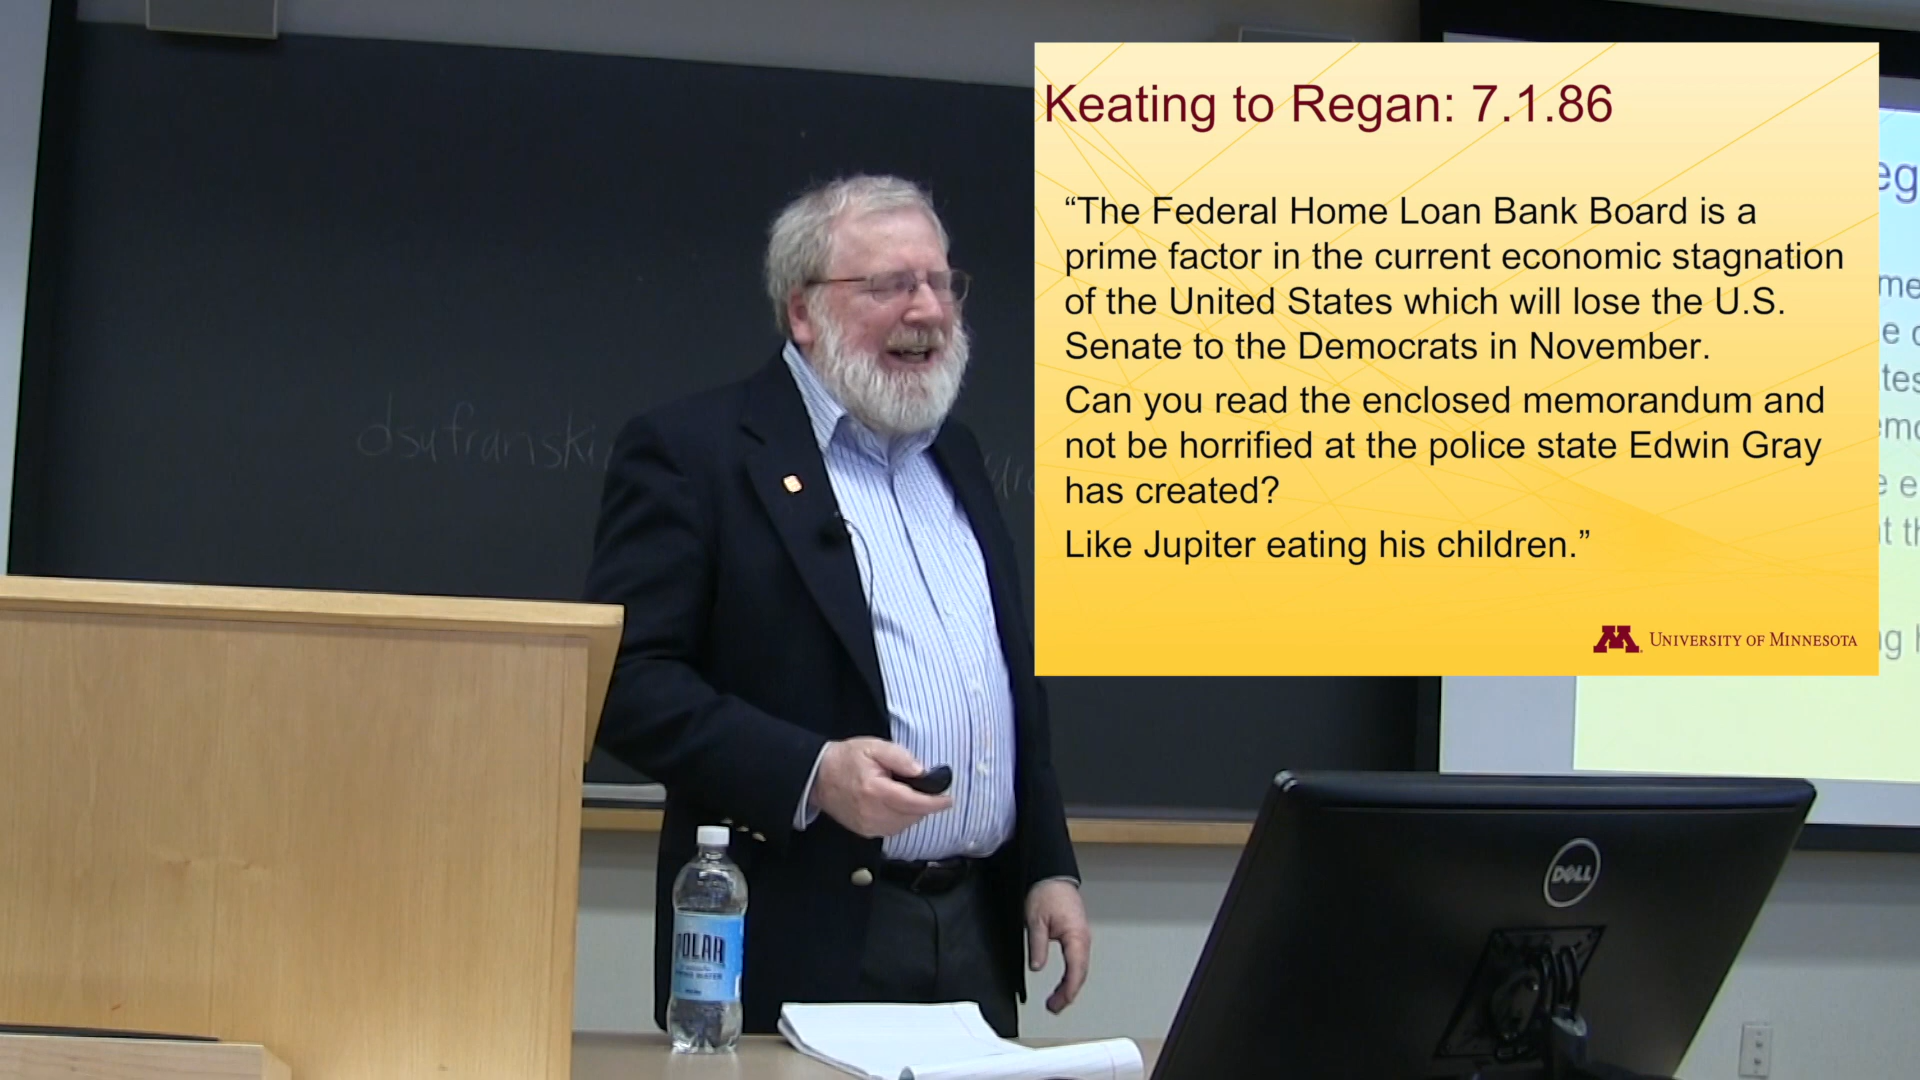 Keating to Regan: 7.1.86
“The Federal Home Loan Bank Board is a
prime factor in the current economic stagnation
of the United States which will lose the U.S.
Senate to the Democrats in November.
Can you read the enclosed memorandum and
not be horrified at the police state Edwin Gray
has created?
Like Jupiter eating his children.”
M UNIVERSITY OF MINNESOTA
dsufranski
POLAR
DELL